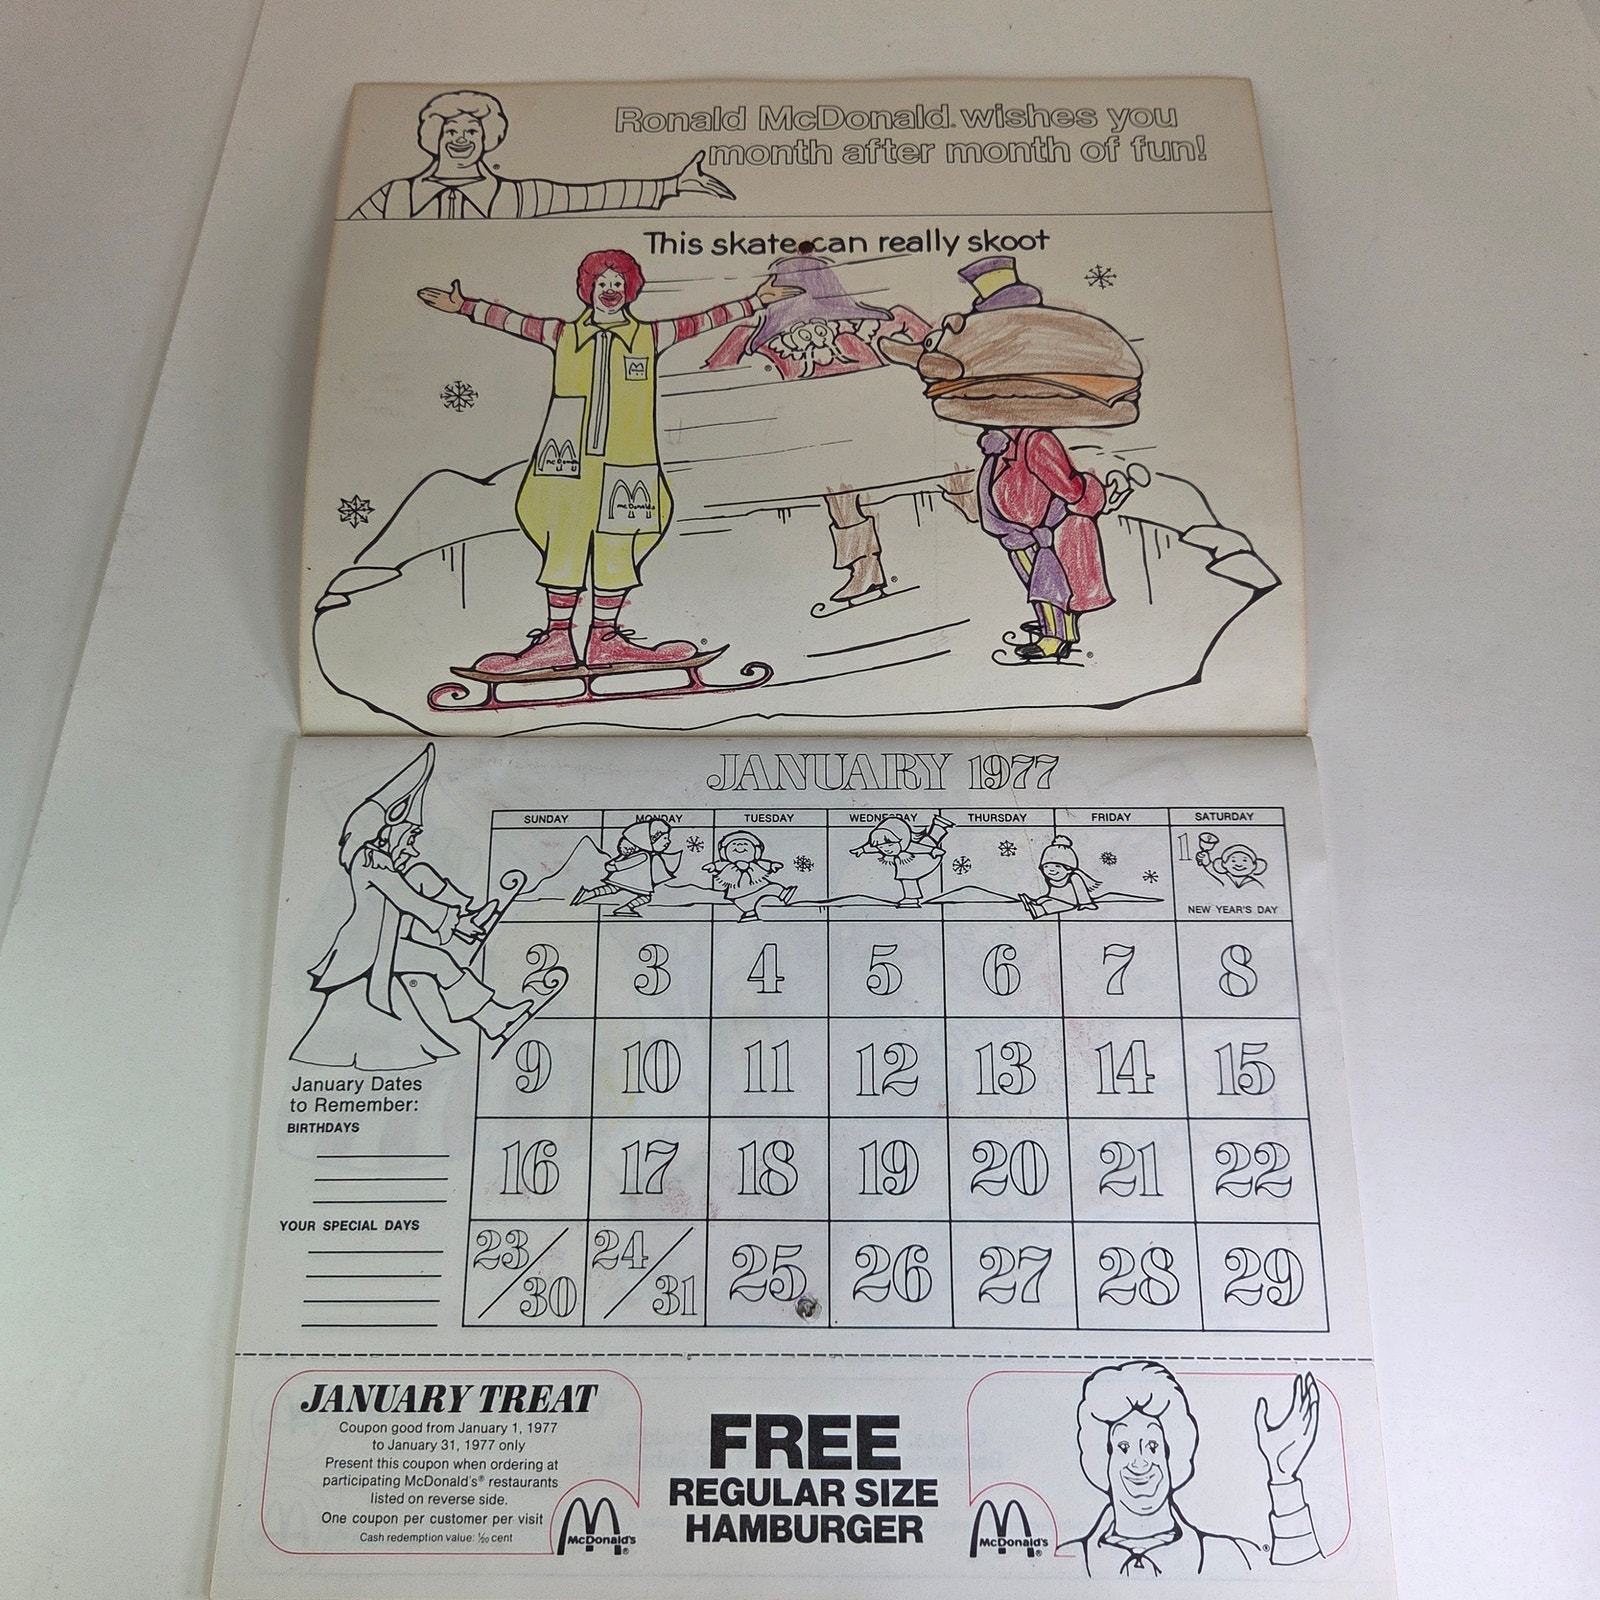 Ronald McDonald® wishes you
month after month of fun!
This skate can really skoot
McDonald's
McDonald's
JANUARY 1977
SUNDAY MONDAY TUESDAY WEDNESDAY THURSDAY FRIDAY SATURDAY
1
NEW YEAR'S DAY
2 3 4 5 6 7 8
9 10 11 12 13 14 15
16 17 18 19 20 21 22
23/30 24/31 25 26 27 28 29
January Dates
to Remember:
BIRTHDAYS
YOUR SPECIAL DAYS
JANUARY TREAT
Coupon good from January 1, 1977
to January 31, 1977 only
Present this coupon when ordering at
participating McDonald's® restaurants
listed on reverse side.
One coupon per customer per visit
Cash redemption value: 1/20 cent
McDonald's®
FREE
REGULAR SIZE
HAMBURGER
McDonald's®